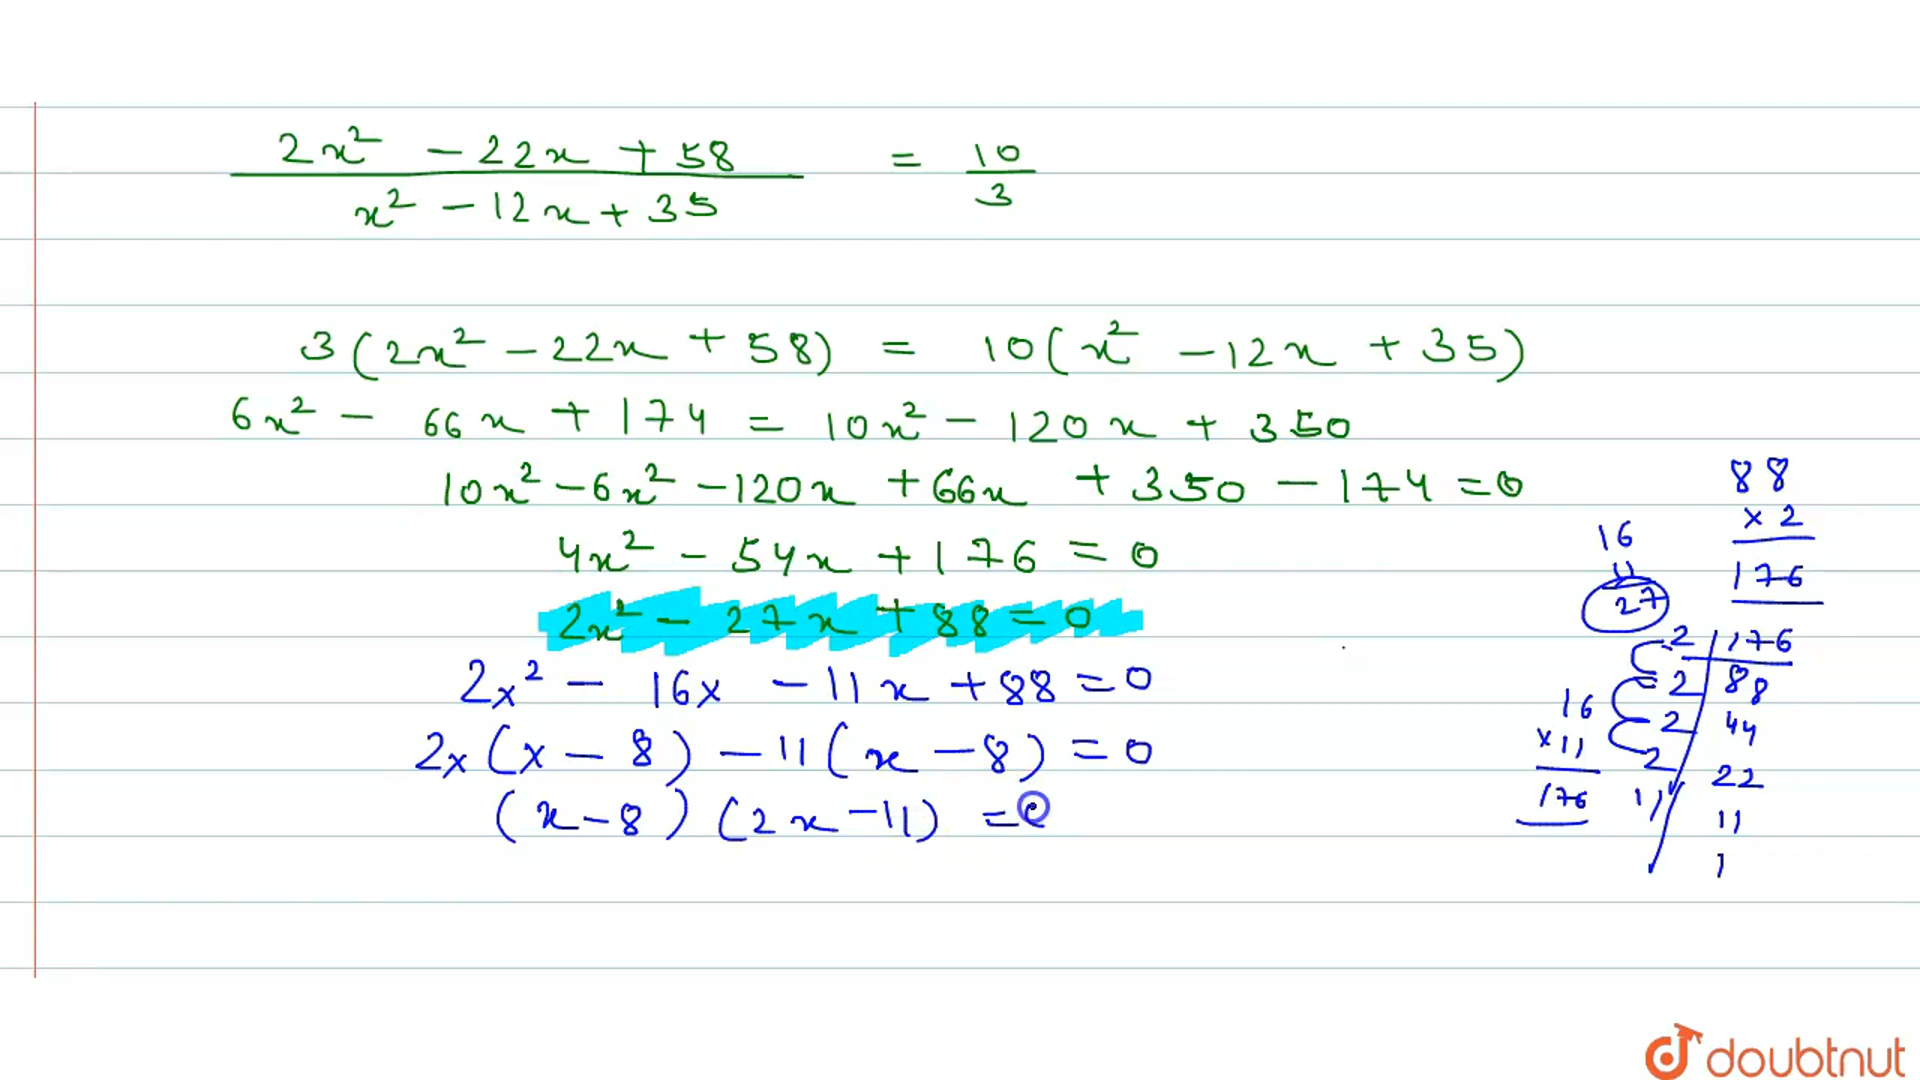 2x² - 22x + 58 / x² - 12x + 35 = 10/3
3(2x² - 22x + 58) = 10(x² - 12x + 35)
6x² - 66x + 174 = 10x² - 120x + 350
10x² - 6x² - 120x + 66x + 350 - 174 = 0
4x² - 54x + 176 = 0
2x² - 27x + 88 = 0
2x² - 16x - 11x + 88 = 0
2x(x - 8) - 11(x - 8) = 0
(x - 8)(2x - 11) = 0
88
x 2
176
16
11
27
2 | 176
2 | 88
2 | 44
2 | 22
11 | 11
1
16
x 11
176
doubtnut